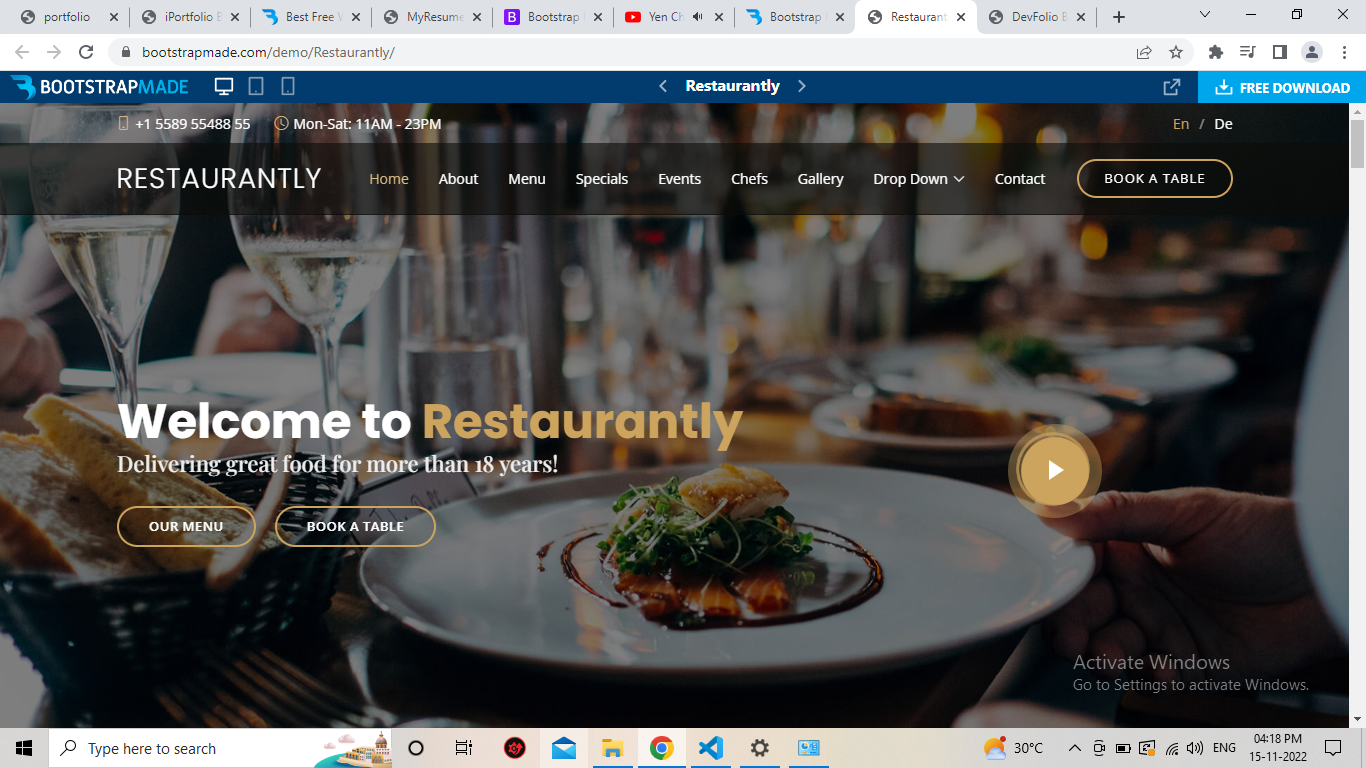 portfolio
iPortfolio B
Best Free V
MyResume
Bootstrap
Yen Ch
Bootstrap
Restaurant
DevFolio B
bootstrapmade.com/demo/Restaurantly/
BOOTSTRAPMADE
Restaurantly
FREE DOWNLOAD
+1 5589 55488 55
Mon-Sat: 11AM - 23PM
En / De
RESTAURANTLY
Home About Menu Specials Events Chefs Gallery Drop Down Contact
BOOK A TABLE
Welcome to Restaurantly
Delivering great food for more than 18 years!
OUR MENU
BOOK A TABLE
Activate Windows
Go to Settings to activate Windows.
Type here to search
30°C
ENG
04:18 PM
15-11-2022